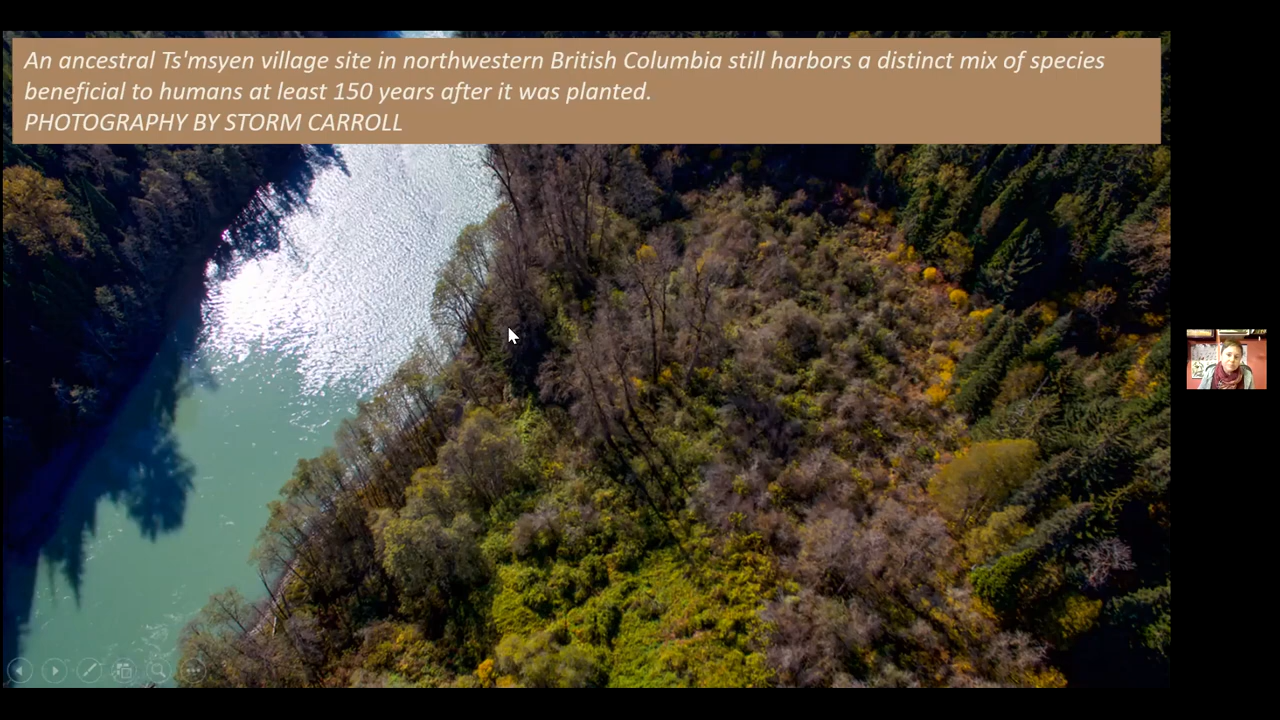 An ancestral Ts'msyen village site in northwestern British Columbia still harbors a distinct mix of species
beneficial to humans at least 150 years after it was planted.
PHOTOGRAPHY BY STORM CARROLL